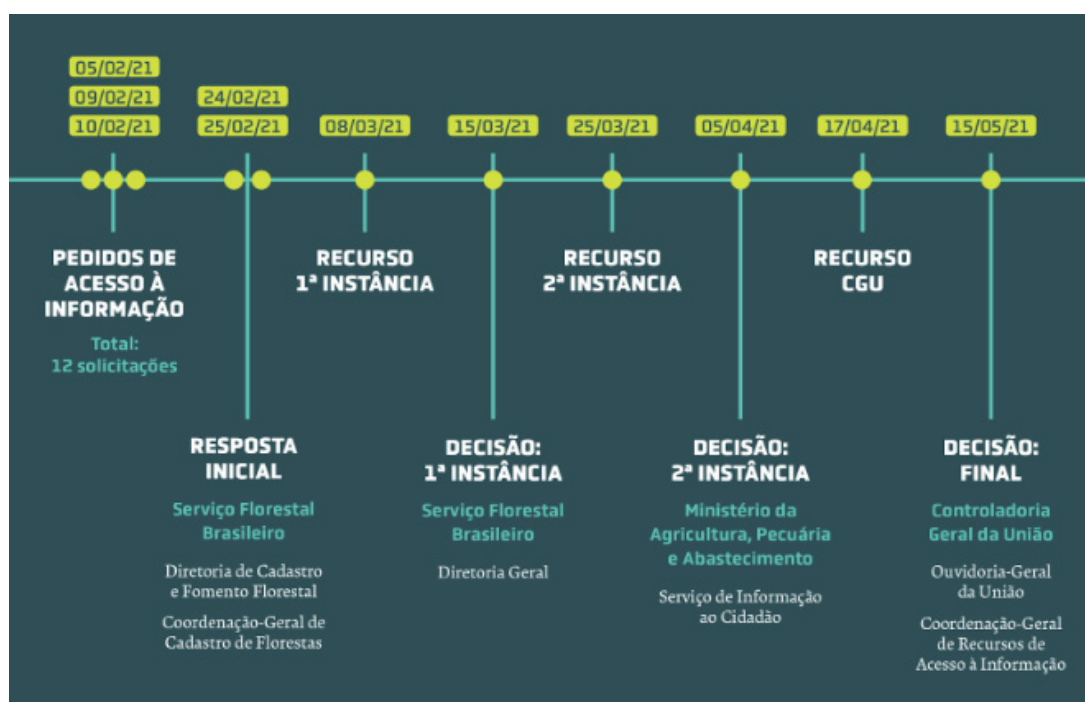 05/02/21
09/02/21
10/02/21
24/02/21
25/02/21
08/03/21
15/03/21
25/03/21
05/04/21
17/04/21
15/05/21
PEDIDOS DE
ACESSO À
INFORMAÇÃO
Total:
12 solicitações
RESPOSTA
INICIAL
Serviço Florestal
Brasileiro
Diretoria de Cadastro
e Fomento Florestal
Coordenação-Geral de
Cadastro de Florestas
RECURSO
1ª INSTÂNCIA
DECISÃO:
1ª INSTÂNCIA
Serviço Florestal
Brasileiro
Diretoria Geral
RECURSO
2ª INSTÂNCIA
DECISÃO:
2ª INSTÂNCIA
Ministério da
Agricultura, Pecuária
e Abastecimento
Serviço de Informação
ao Cidadão
RECURSO
CGU
DECISÃO:
FINAL
Controladoria
Geral da União
Ouvidoria-Geral
da União
Coordenação-Geral
de Recursos de
Acesso à Informação